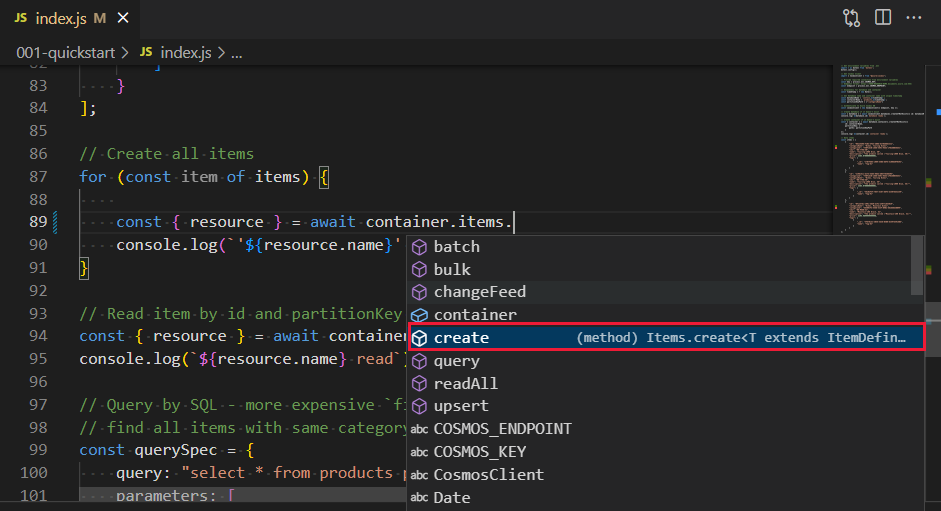 JS index.js M
001-quickstart > JS index.js > ...
82 ]
83 }
84 ];
85
86 // Create all items
87 for (const item of items) {
88
89 const { resource } = await container.items.
90 console.log(`'${resource.name}'
91 }
92
93 // Read item by id and partitionKey
94 const { resource } = await container
95 console.log(`${resource.name} read`)
96
97 // Query by SQL - more expensive `fi
98 // find all items with same category
99 const querySpec = {
100 query: "select * from products p
101 parameters: [
batch
bulk
changeFeed
container
create (method) Items.create<T extends ItemDefin…
query
readAll
upsert
abc COSMOS_ENDPOINT
abc COSMOS_KEY
abc CosmosClient
abc Date